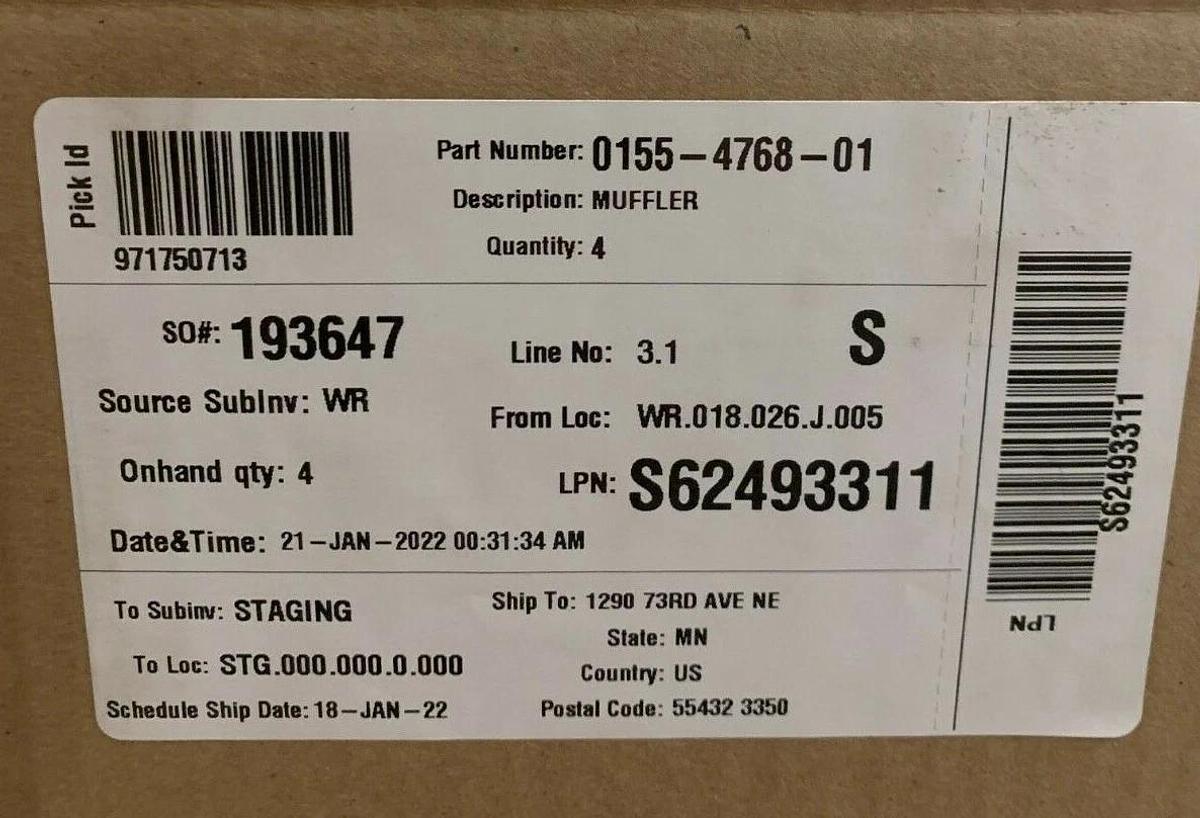 Pick Id
971750713
Part Number: 0155-4768-01
Description: MUFFLER
Quantity: 4
SO#: 193647
Line No: 3.1
S
Source SubInv: WR
From Loc: WR.018.026.J.005
Onhand qty: 4
LPN: S62493311
Date&Time: 21-JAN-2022 00:31:34 AM
To Subinv: STAGING
To Loc: STG.000.000.0.000
Schedule Ship Date: 18-JAN-22
Ship To: 1290 73RD AVE NE
State: MN
Country: US
Postal Code: 55432 3350
S62493311
LPN